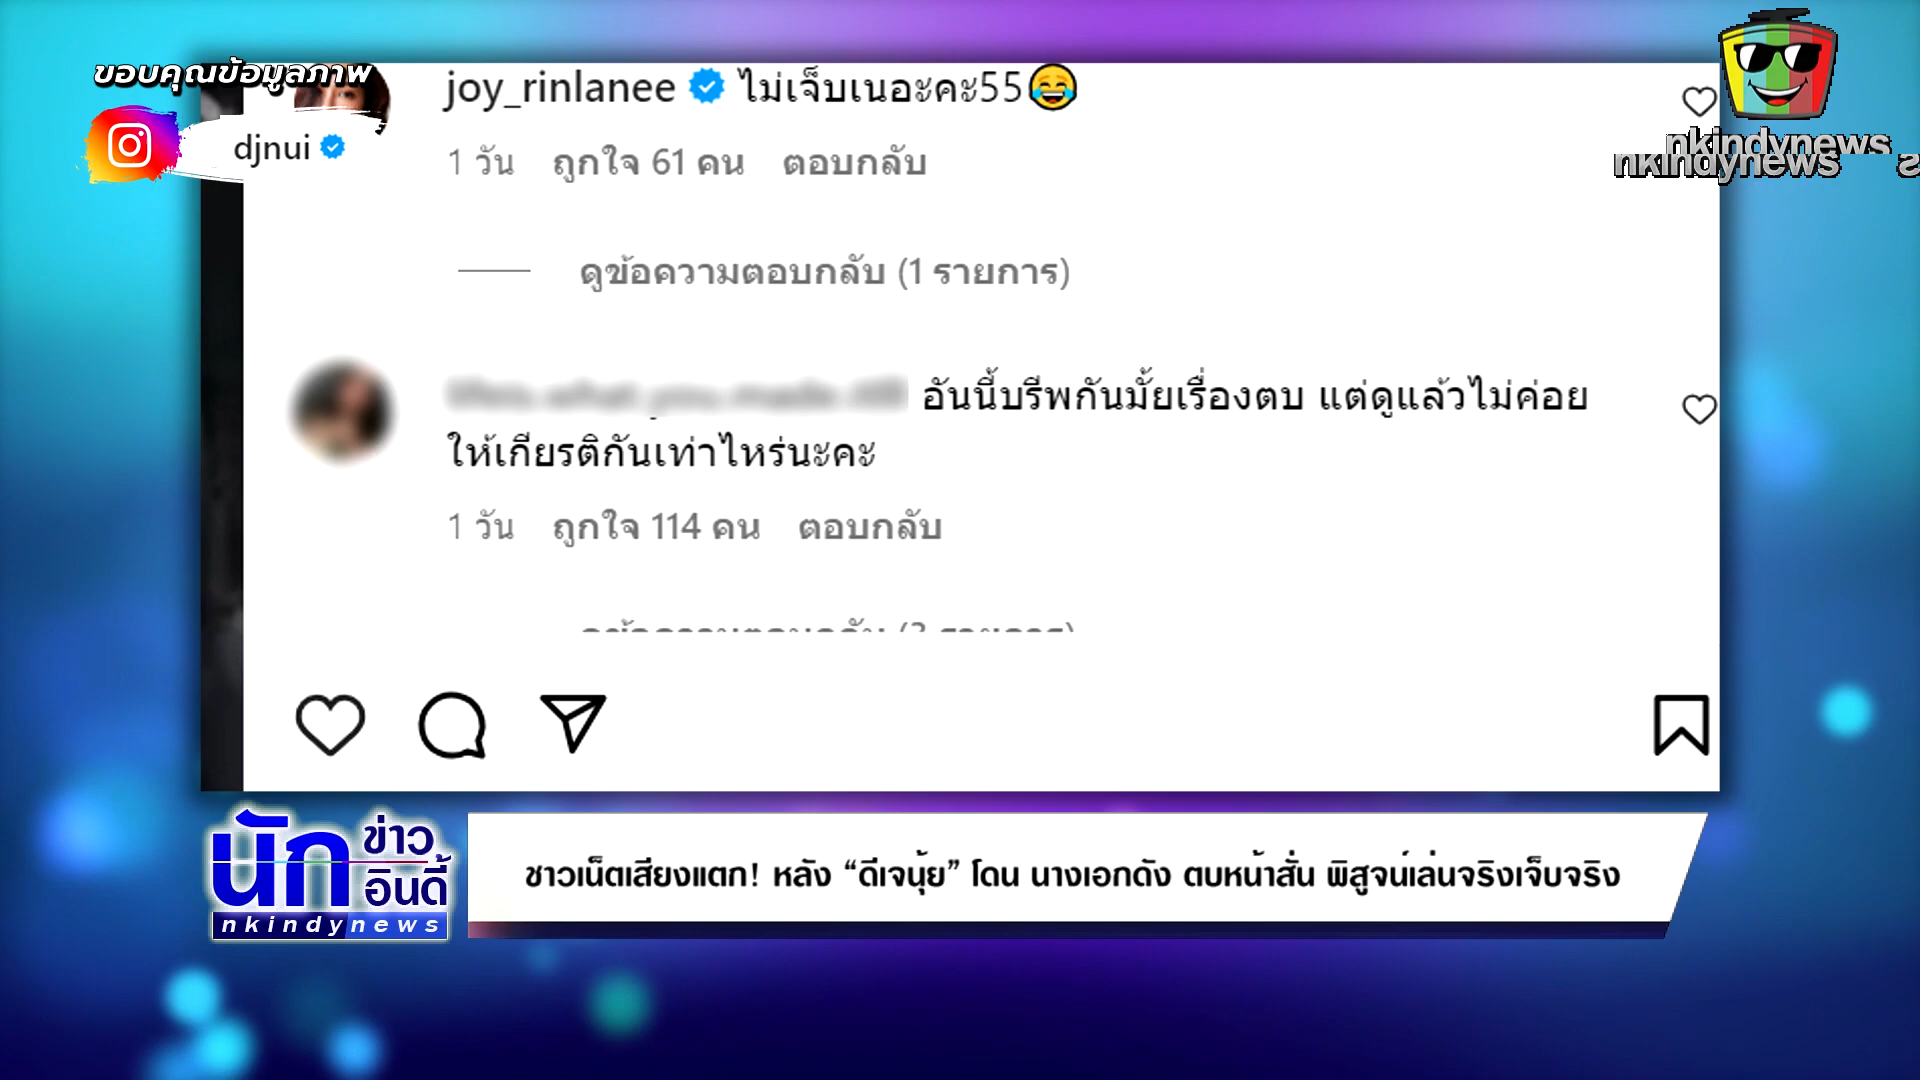 ขอบคุณข้อมูลภาพ
djnui
joy_rinlanee ไม่เจ็บเนอะคะ55😂
1 วัน ถูกใจ 61 คน ตอบกลับ
ดูข้อความตอบกลับ (1 รายการ)
อันนี้บรีพกันมั้ยเรื่องตบ แต่ดูแล้วไม่ค่อย
ให้เกียรติกันเท่าไหร่นะคะ
1 วัน ถูกใจ 114 คน ตอบกลับ
nkindynews
nkindynews
นักข่าวอินดี้
nkindynews
ชาวเน็ตเสียงแตก! หลัง “ดีเจนุ้ย” โดน นางเอกดัง ตบหน้าสั่น พิสูจน์เล่นจริงเจ็บจริง